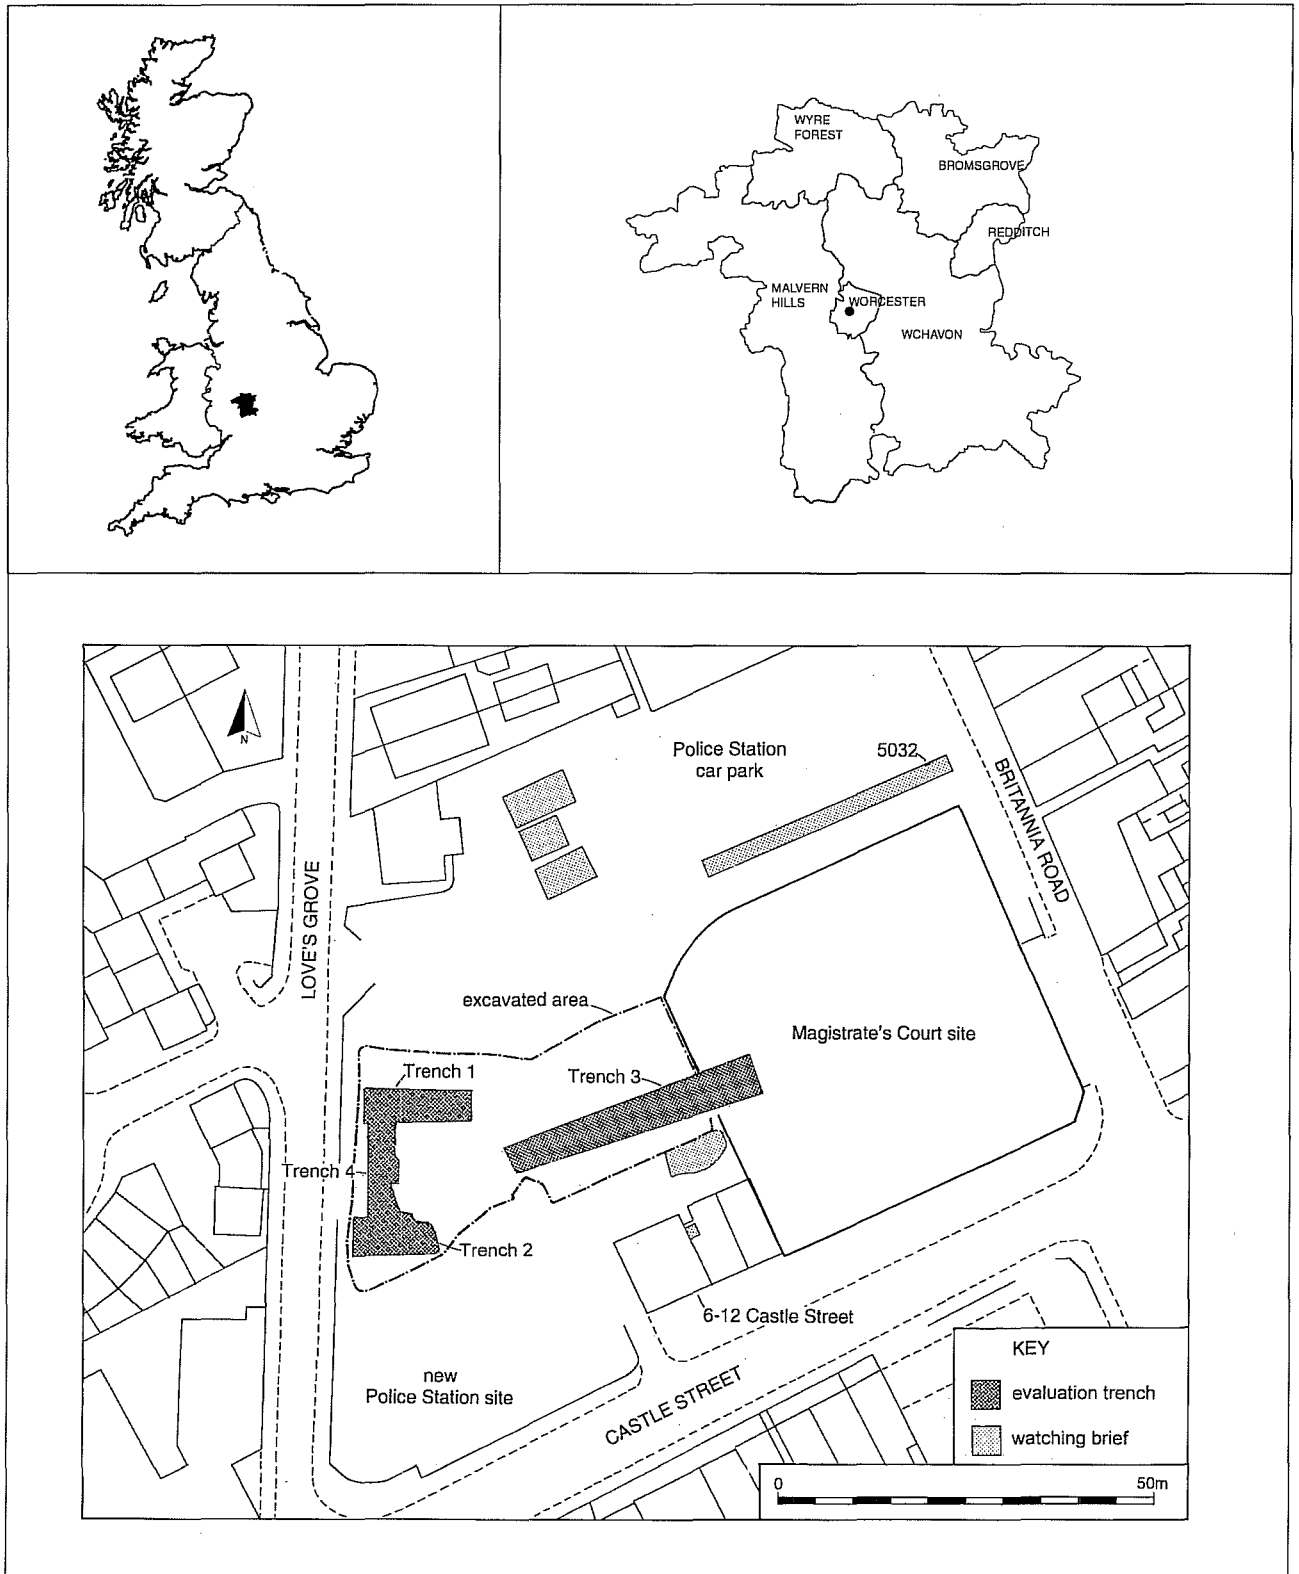 WYRE
FOREST
BROMSGROVE
REDDITCH
MALVERN
HILLS
WORCESTER
WCHAVON
N
Police Station
car park
5032
BRITANNIA ROAD
LOVE'S GROVE
excavated area
Magistrate's Court site
Trench 1
Trench 3
Trench 4
Trench 2
6-12 Castle Street
new
Police Station site
CASTLE STREET
KEY
evaluation trench
watching brief
0
50m